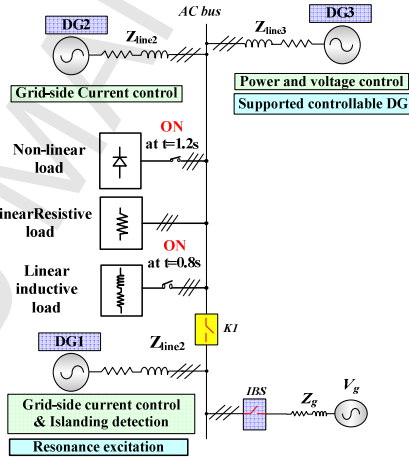 AC bus
DG2
DG3
Zline2
Zline3
Grid-side Current control
Power and voltage control
Supported controllable DG
ON
at t=1.2s
Non-linear
load
inearResistive
load
ON
at t=0.8s
Linear
inductive
load
K1
DG1
Zline2
IBS
Zg
Vg
Grid-side current control
& Islanding detection
Resonance excitation